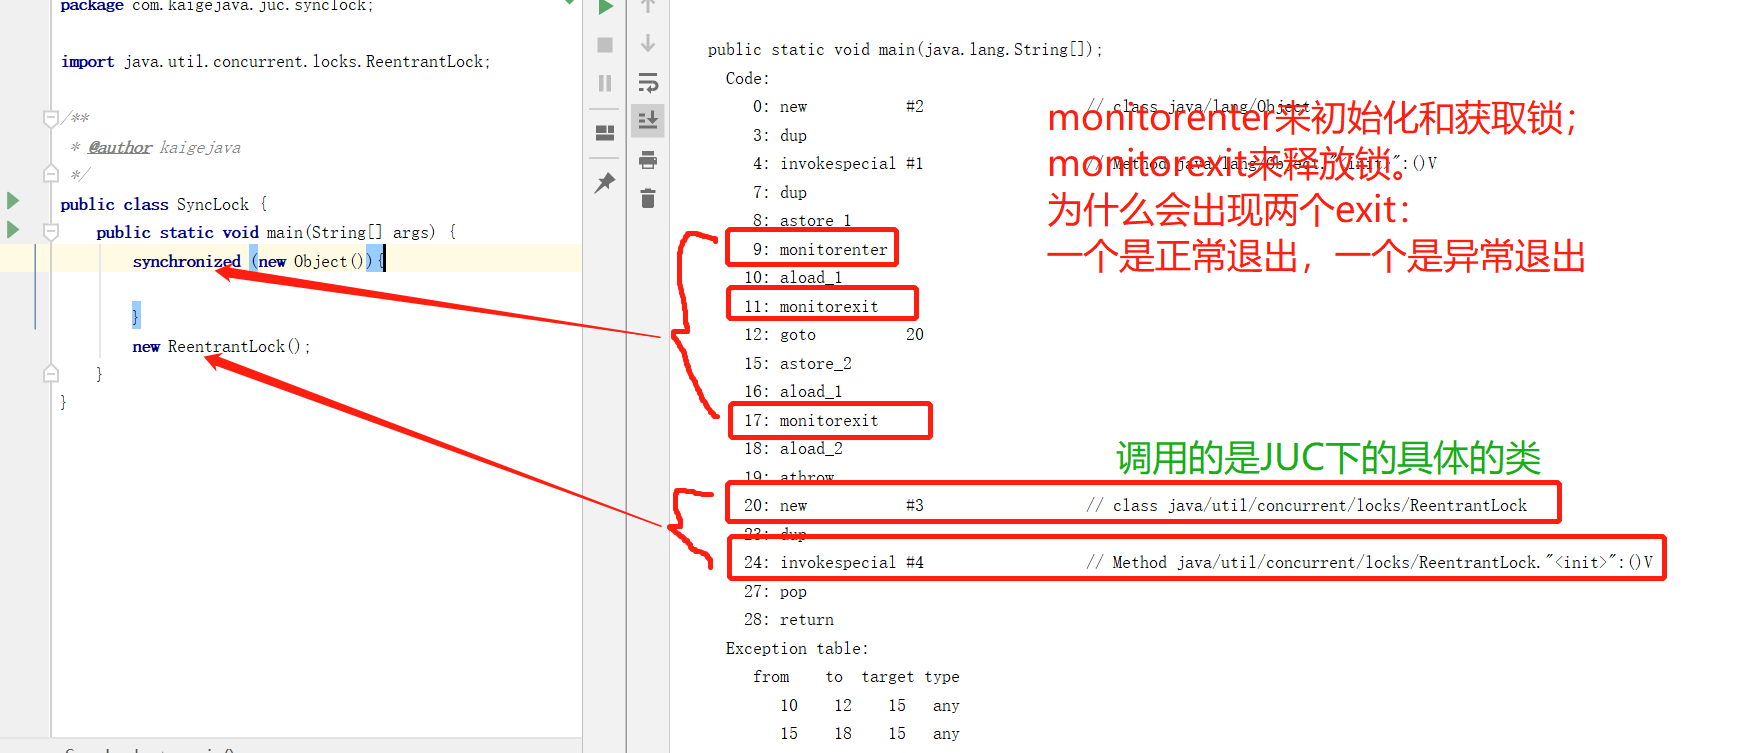 package com.kaigejava.juc.synclock;
import java.util.concurrent.locks.ReentrantLock;
/**
* @author kaigejava
*/
public class SyncLock {
public static void main(String[] args) {
synchronized (new Object()){
}
new ReentrantLock();
}
}
public static void main(java.lang.String[]);
Code:
0: new #2 // class java/lang/Object
3: dup
4: invokespecial #1 // Method java/lang/Object."<init>":()V
7: dup
8: astore_1
9: monitorenter
10: aload_1
11: monitorexit
12: goto 20
15: astore_2
16: aload_1
17: monitorexit
18: aload_2
19: athrow
20: new #3 // class java/util/concurrent/locks/ReentrantLock
23: dup
24: invokespecial #4 // Method java/util/concurrent/locks/ReentrantLock."<init>":()V
27: pop
28: return
Exception table:
from to target type
10 12 15 any
15 18 15 any
monitorenter来初始化和获取锁；
monitorexit来释放锁。
为什么会出现两个exit：
一个是正常退出，一个是异常退出
调用的是JUC下的具体的类